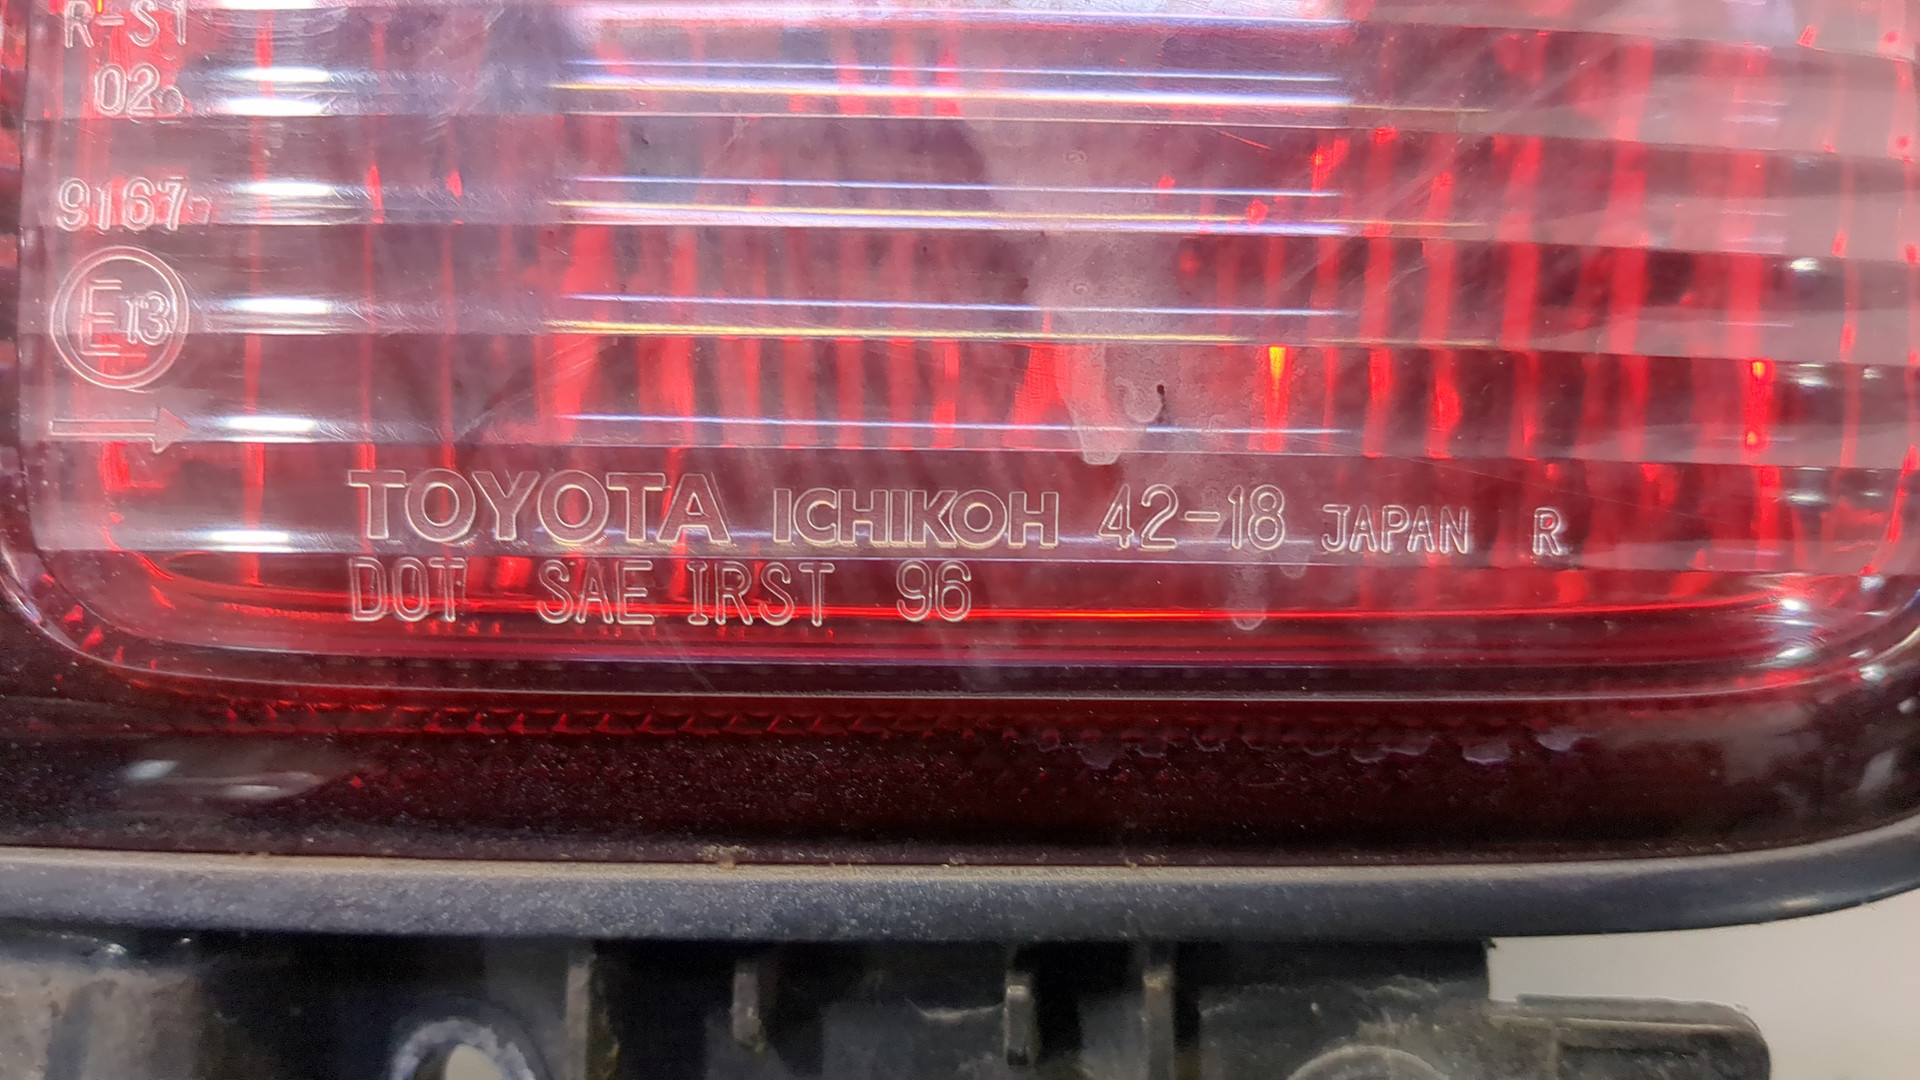 R-S1
02
9167
E13
TOYOTA ICHIKOH 42-18 JAPAN R
DOT SAE IRST 96